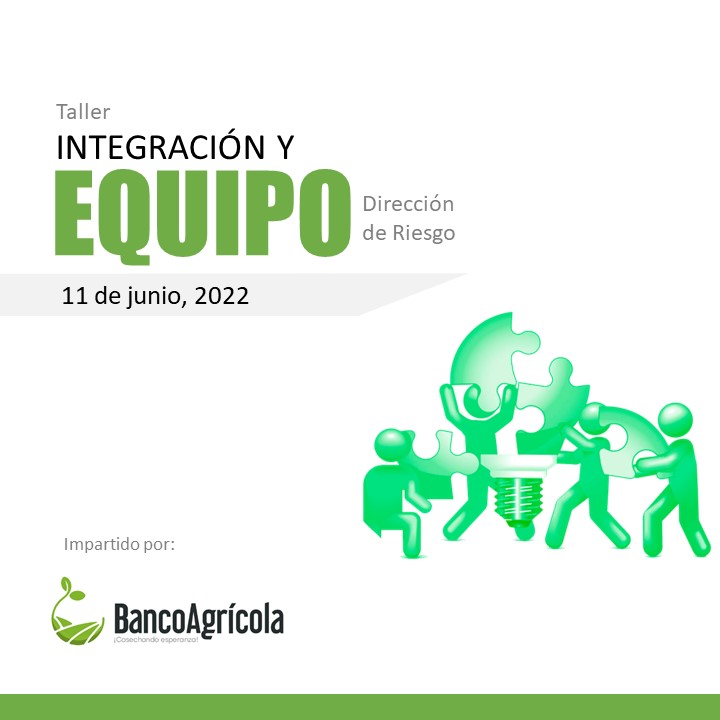 Taller
INTEGRACIÓN Y
EQUIPO
Dirección
de Riesgo
11 de junio, 2022
Impartido por:
BancoAgrícola
¡Cosechando esperanza!